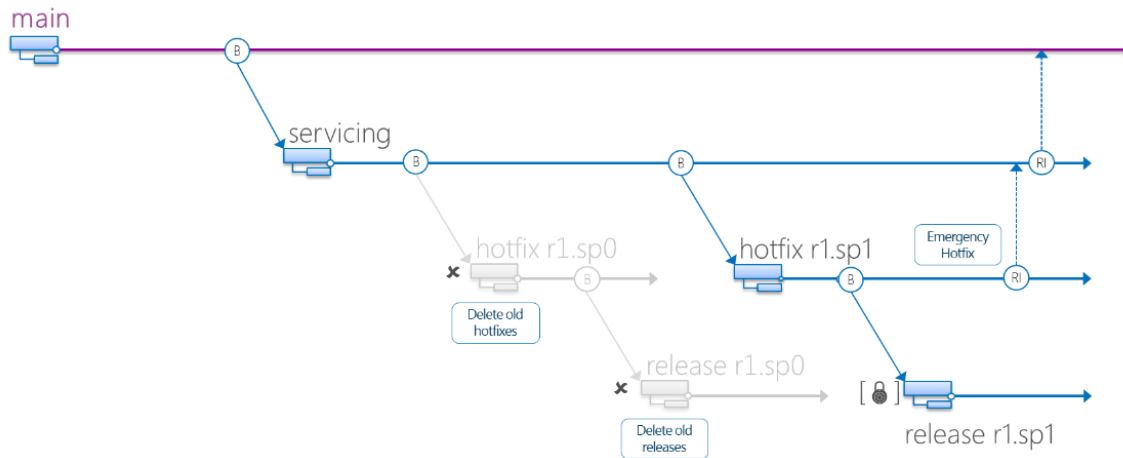 main
B
servicing
B
B
RI
hotfix r1.sp0
hotfix r1.sp1
Emergency
Hotfix
B
B
RI
Delete old
hotfixes
release r1.sp0
[ ]
release r1.sp1
Delete old
releases